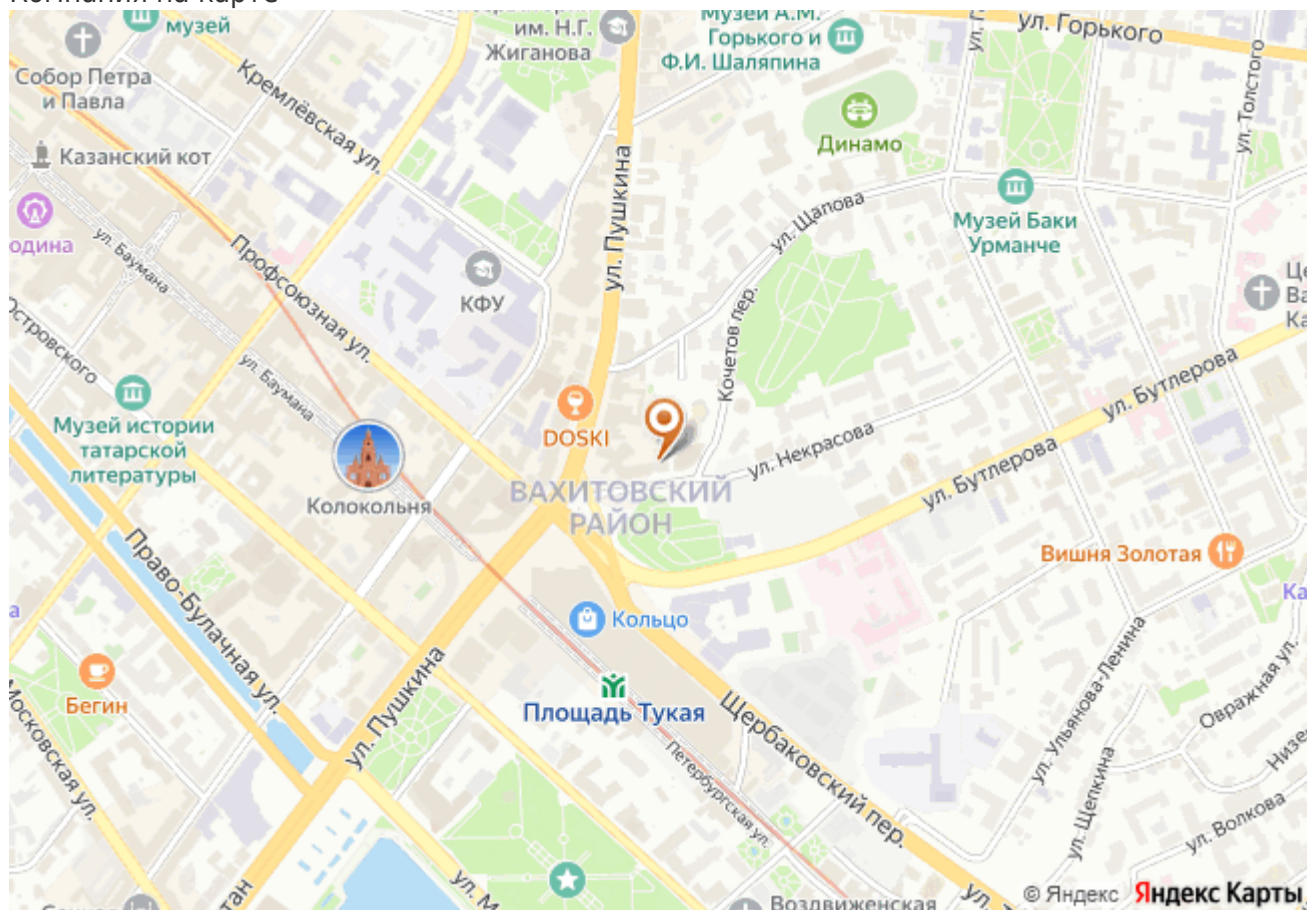 Компания на карте
музей
им. Н.Г.
Жиганова
Музей А.М.
Горького и
Ф.И. Шаляпина
ул. Горького
Собор Петра
и Павла
Кремлёвская ул.
ул. Толстого
Динамо
Казанский кот
ул. Пушкина
ул. Щапова
Музей Баки
Урманче
одина
ул. Баумана
Профсоюзная ул.
КФУ
Кочетов пер.
Островского
ул. Баумана
ул. Бутлерова
Музей истории
татарской
литературы
DOSKI
ул. Некрасова
Колокольня
ВАХИТОВСКИЙ
РАЙОН
ул. Бутлерова
Вишня Золотая
Право-Булачная ул.
Кольцо
Бегин
ул. Пушкина
Площадь Тукая
Щербаковский пер.
ул. Ульянова-Ленина
Овражная ул.
Московская ул.
Петербургская ул.
ул. Щепкина
ул. Волкова
Воздвиженская
© Яндекс Яндекс Карты